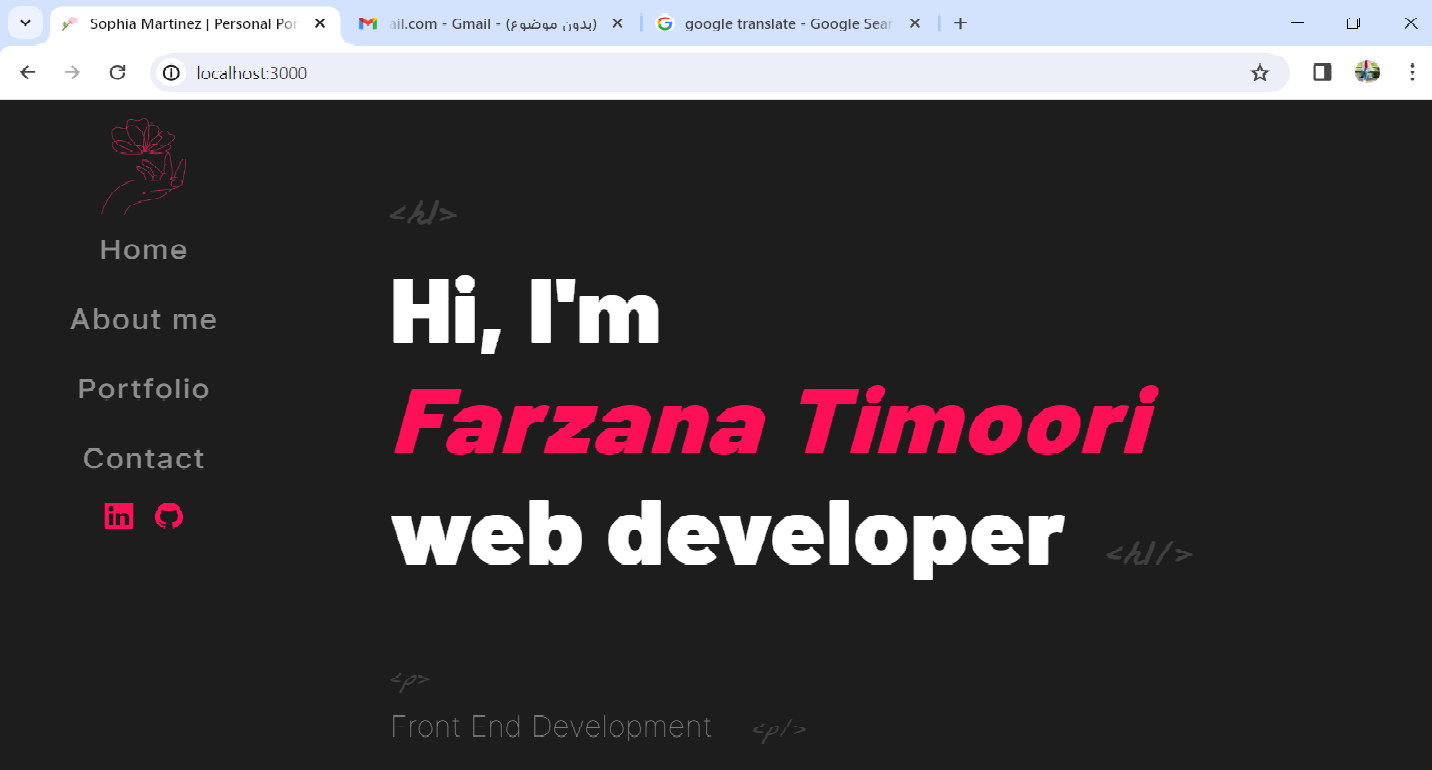 Sophia Martinez | Personal Por
ail.com - Gmail - (بدون موضوع)
google translate - Google Sear
localhost:3000
<h1>
Home
Hi, I'm
About me
Portfolio
Farzana Timoori
Contact
in
web developer
<h1/>
<p>
Front End Development
<p/>